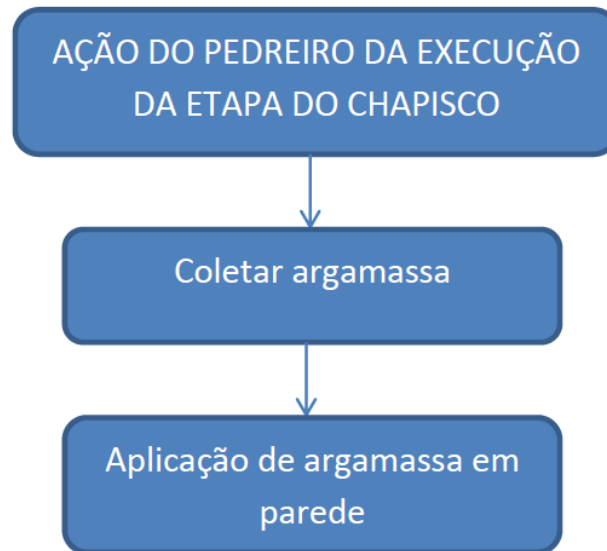 AÇÃO DO PEDREIRO DA EXECUÇÃO
DA ETAPA DO CHAPISCO
Coletar argamassa
Aplicação de argamassa em
parede